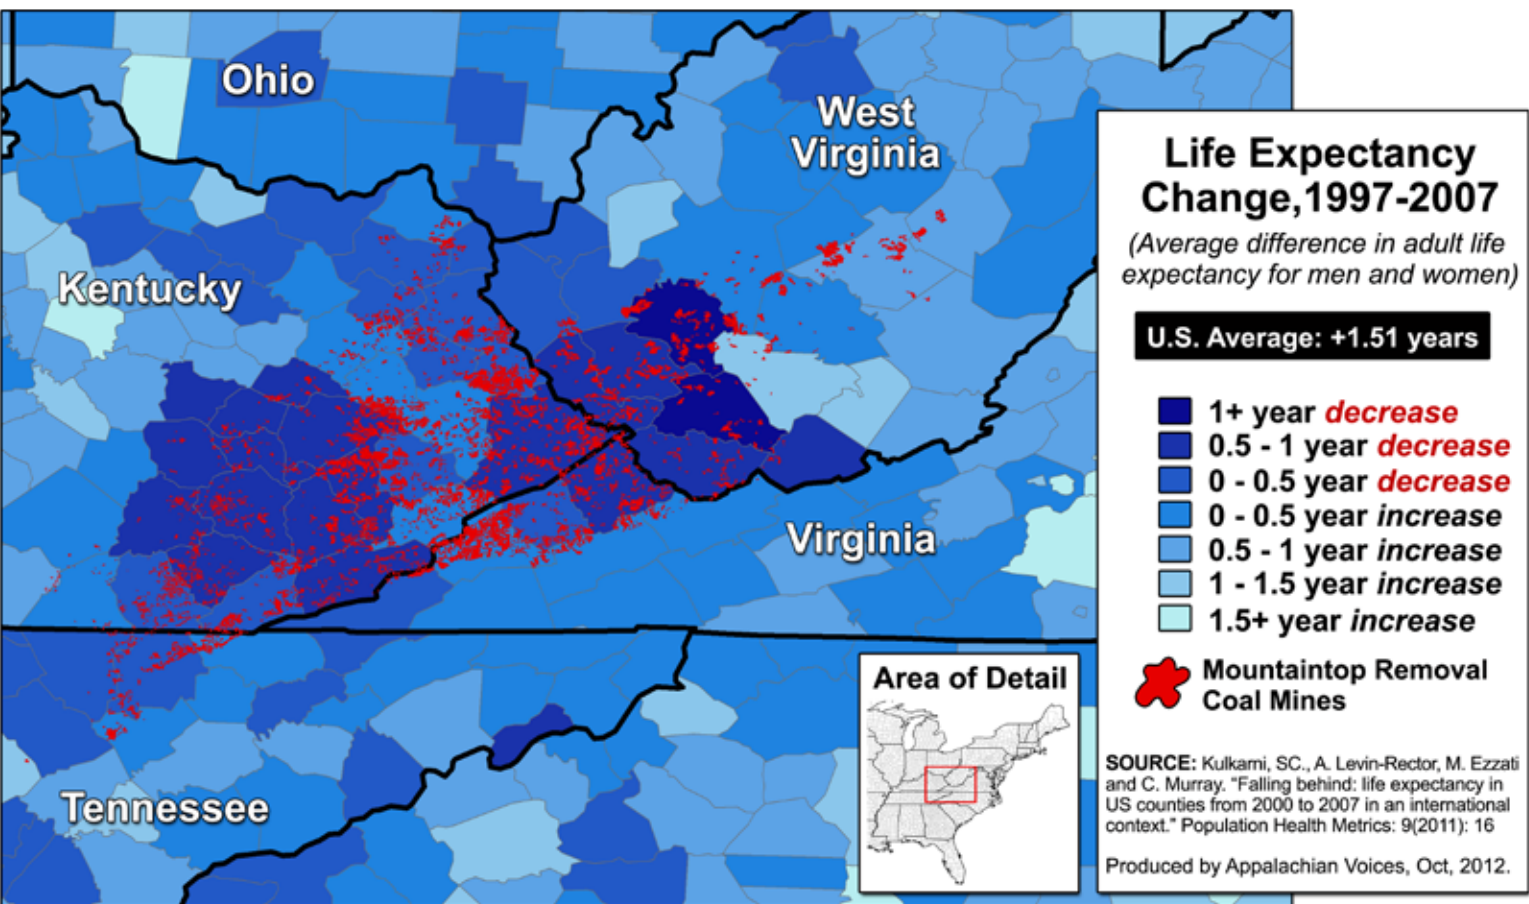 Ohio
West
Virginia
Kentucky
Virginia
Tennessee
Life Expectancy
Change,1997-2007
(Average difference in adult life
expectancy for men and women)
U.S. Average: +1.51 years
1+ year decrease
0.5 - 1 year decrease
0 - 0.5 year decrease
0 - 0.5 year increase
0.5 - 1 year increase
1 - 1.5 year increase
1.5+ year increase
Mountaintop Removal
Coal Mines
Area of Detail
SOURCE: Kulkarni, SC., A. Levin-Rector, M. Ezzati
and C. Murray. "Falling behind: life expectancy in
US counties from 2000 to 2007 in an international
context." Population Health Metrics: 9(2011): 16
Produced by Appalachian Voices, Oct, 2012.